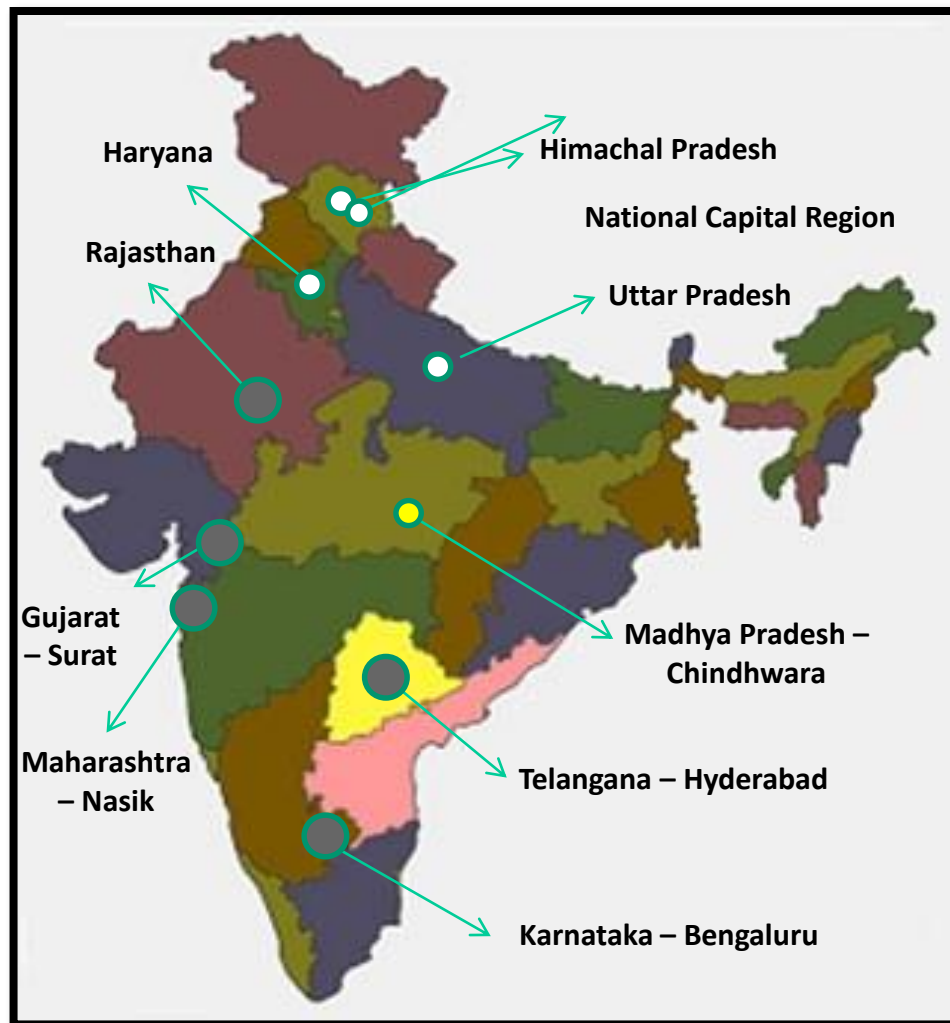 Haryana
Himachal Pradesh
National Capital Region
Rajasthan
Uttar Pradesh
Gujarat
– Surat
Madhya Pradesh –
Chindhwara
Maharashtra
– Nasik
Telangana – Hyderabad
Karnataka – Bengaluru